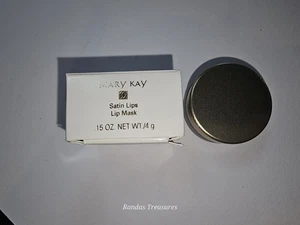 MARY KAY
Satin Lips
Lip Mask
.15 OZ. NET WT./4 g
Randas Treasures